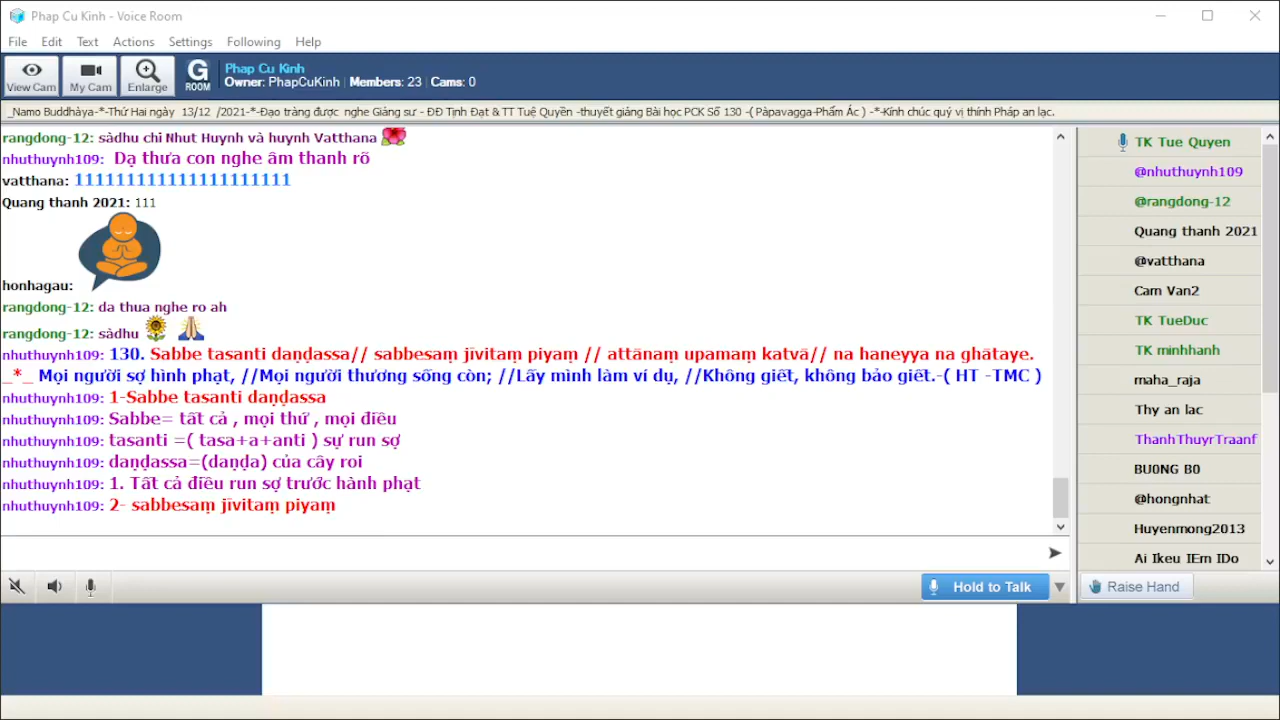 Phap Cu Kinh - Voice Room
File Edit Text Actions Settings Following Help
View Cam My Cam Enlarge G ROOM
Phap Cu Kinh
Owner: PhapCuKinh Members: 23 Cams: 0
_Namo Buddhàya-*-Thứ Hai ngày 13/12 /2021-*-Đạo tràng được nghe Giảng sư - ĐĐ Tịnh Đạt & TT Tuệ Quyền -thuyết giảng Bài học PCK Số 130 -( Pàpavagga-Phẩm Ác ) -*-Kính chúc quý vị thính Pháp an lạc.
rangdong-12: sàdhu chi Nhut Huynh và huynh Vatthana
nhuthuynh109: Dạ thưa con nghe âm thanh rõ
vatthana: 111111111111111111111
Quang thanh 2021: 111
honhagau:
rangdong-12: da thua nghe ro ah
rangdong-12: sàdhu
nhuthuynh109: 130. Sabbe tasanti daṇḍassa// sabbesaṃ jīvitaṃ piyaṃ // attānaṃ upamaṃ katvā// na haneyya na ghātaye.
_*_ Mọi người sợ hình phạt, //Mọi người thương sống còn; //Lấy mình làm ví dụ, //Không giết, không bảo giết.-( HT -TMC )
nhuthuynh109: 1-Sabbe tasanti daṇḍassa
nhuthuynh109: Sabbe= tất cả , mọi thứ , mọi điều
nhuthuynh109: tasanti =( tasa+a+anti ) sự run sợ
nhuthuynh109: daṇḍassa=(daṇḍa) của cây roi
nhuthuynh109: 1. Tất cả điều run sợ trước hành phạt
nhuthuynh109: 2- sabbesaṃ jīvitaṃ piyaṃ
TK Tue Quyen
@nhuthuynh109
@rangdong-12
Quang thanh 2021
@vatthana
Cam Van2
TK TueDuc
TK minhhanh
maha_raja
Thy an lac
ThanhThuyrTraanf
BU0NG B0
@hongnhat
Huyenmong2013
Ai Ikeu IEm IDo
Hold to Talk
Raise Hand